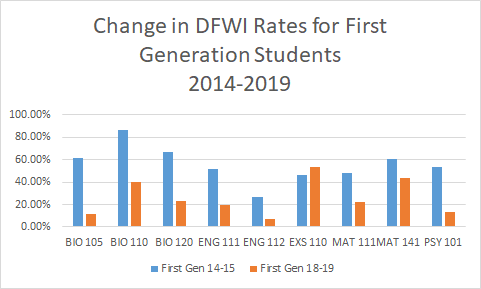 Change in DFWI Rates for First
Generation Students
2014-2019
100.00%
80.00%
60.00%
40.00%
20.00%
0.00%
BIO 105 BIO 110 BIO 120 ENG 111 ENG 112 EXS 110 MAT 111 MAT 141 PSY 101
First Gen 14-15 First Gen 18-19